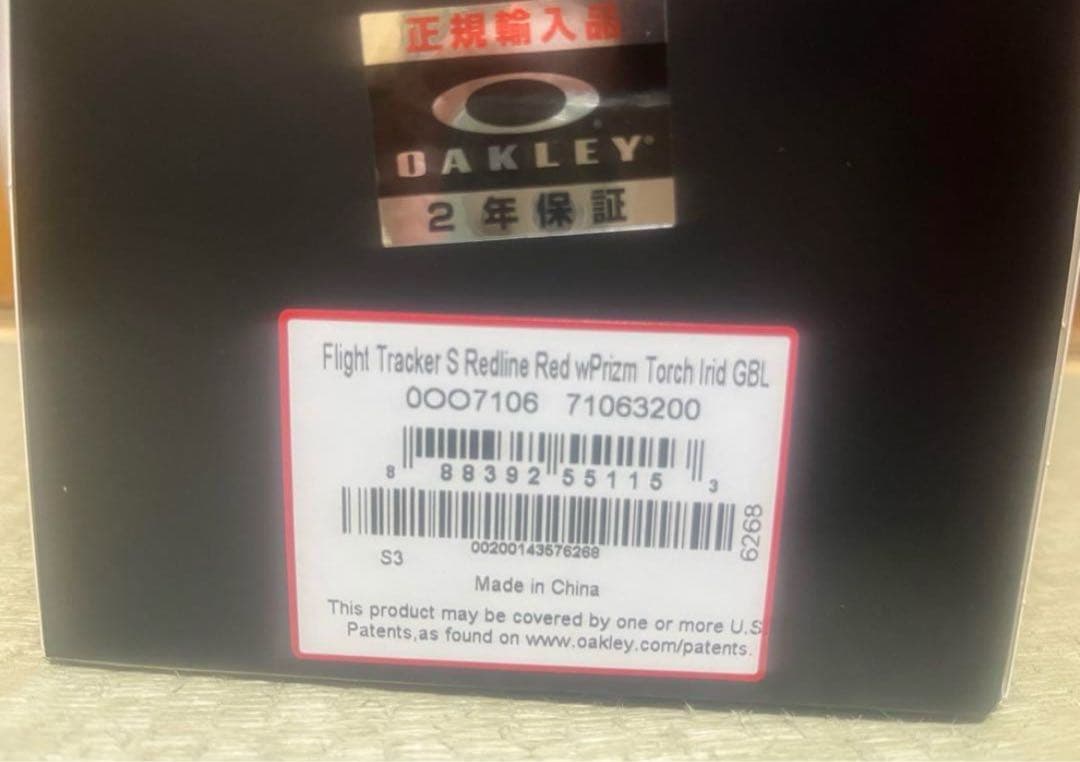 正規輸入品
OAKLEY
2年保証
Flight Tracker S Redline Red wPrizm Torch Irid GBL
0OO7106 71063200
8 88392 55115 3
00200143576268
6268
S3
Made in China
This product may be covered by one or more U.S
Patents,as found on www.oakley.com/patents.